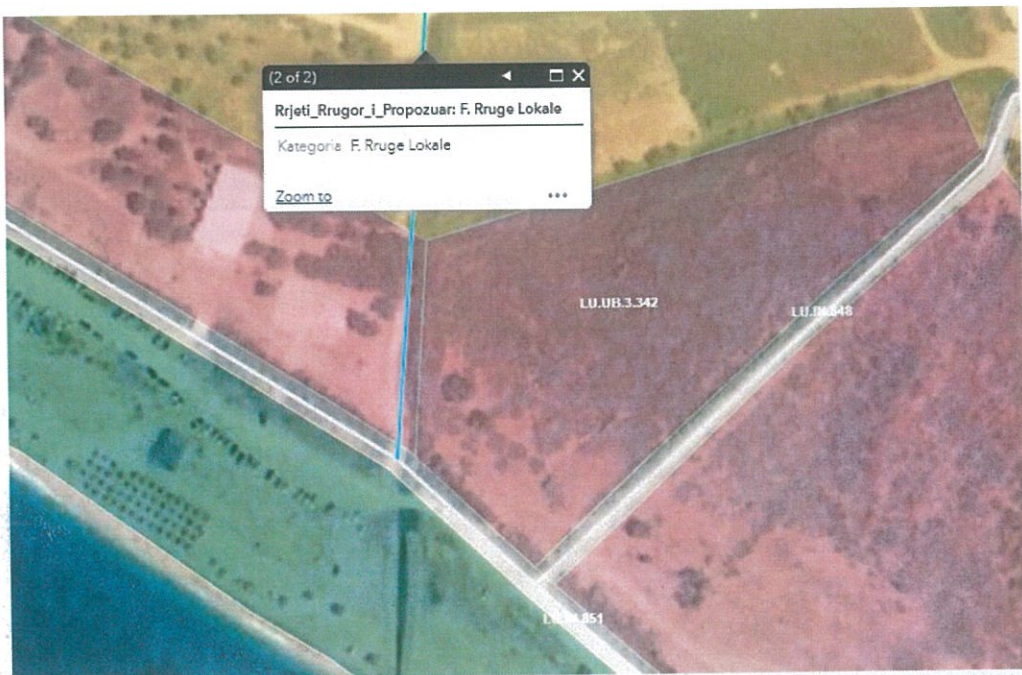 (2 of 2)
Rrjeti_Rrugor_i_Propozuar: F. Rruge Lokale
Kategoria F. Rruge Lokale
Zoom to
LU.UB.3.342